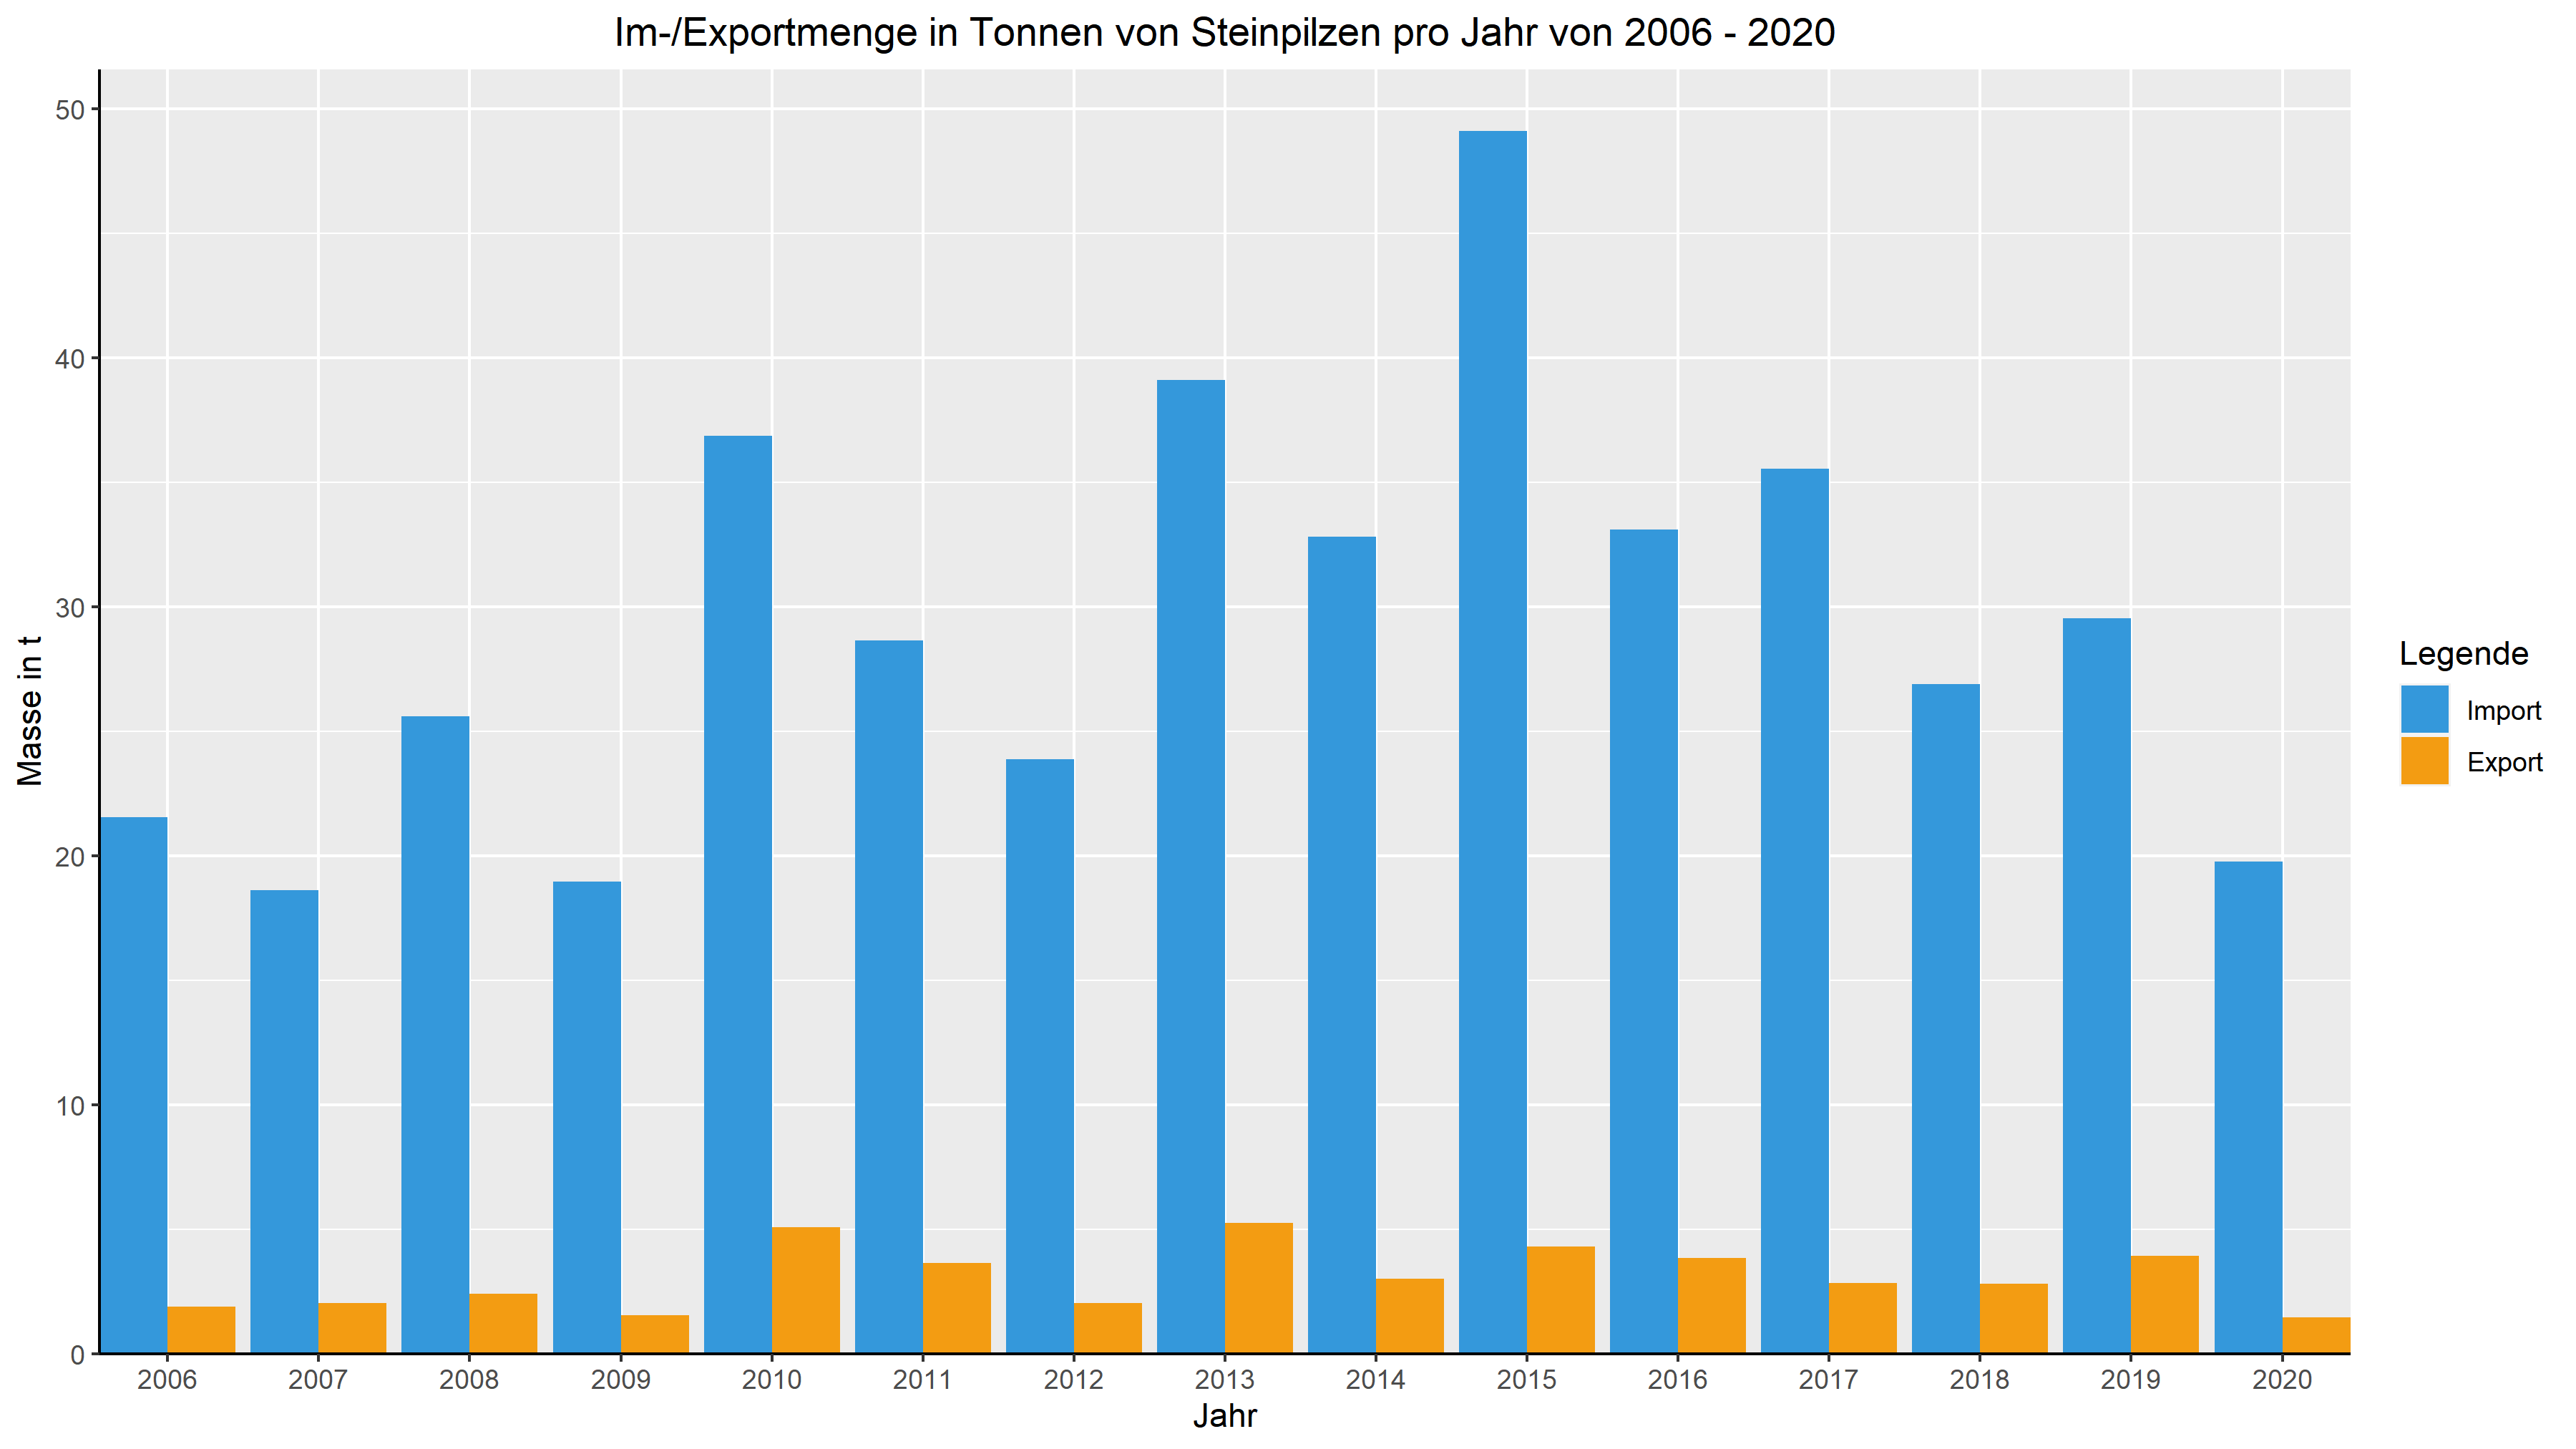 Im-/Exportmenge in Tonnen von Steinpilzen pro Jahr von 2006 - 2020
50
40
30
20
10
0
Masse in t
2006 2007 2008 2009 2010 2011 2012 2013 2014 2015 2016 2017 2018 2019 2020
Jahr
Legende
Import
Export